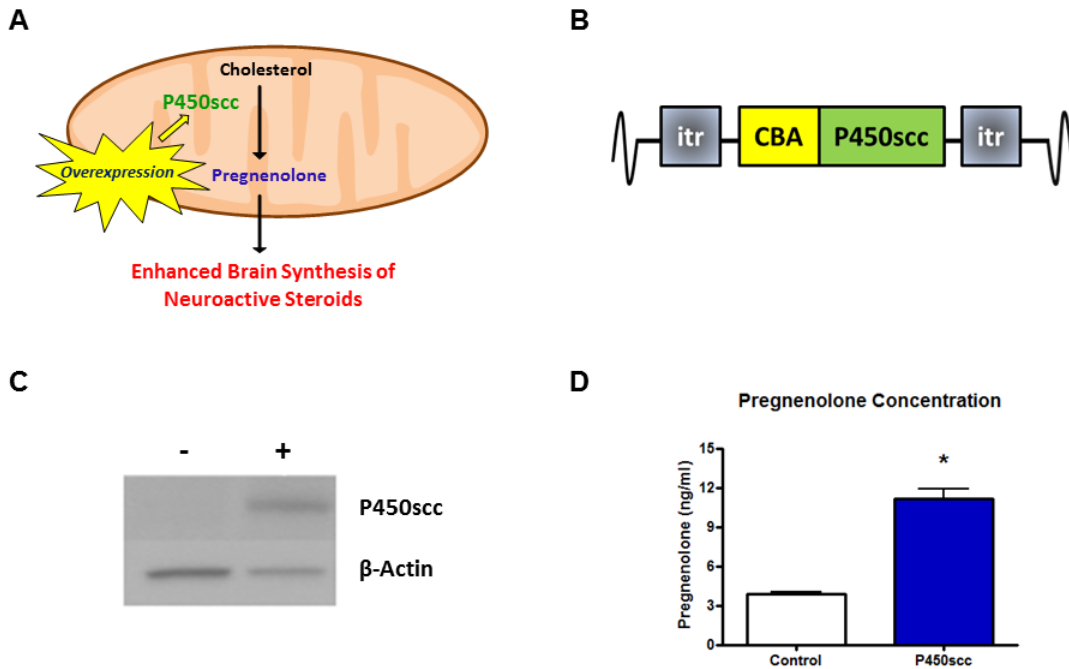 A
Cholesterol
P450scc
Overexpression
Pregnenolone
Enhanced Brain Synthesis of
Neuroactive Steroids
B
itr
CBA
P450scc
itr
C
- +
P450scc
β-Actin
D
Pregnenolone Concentration
Pregnenolone (ng/ml)
15
12
9
6
3
0
*
Control
P450scc